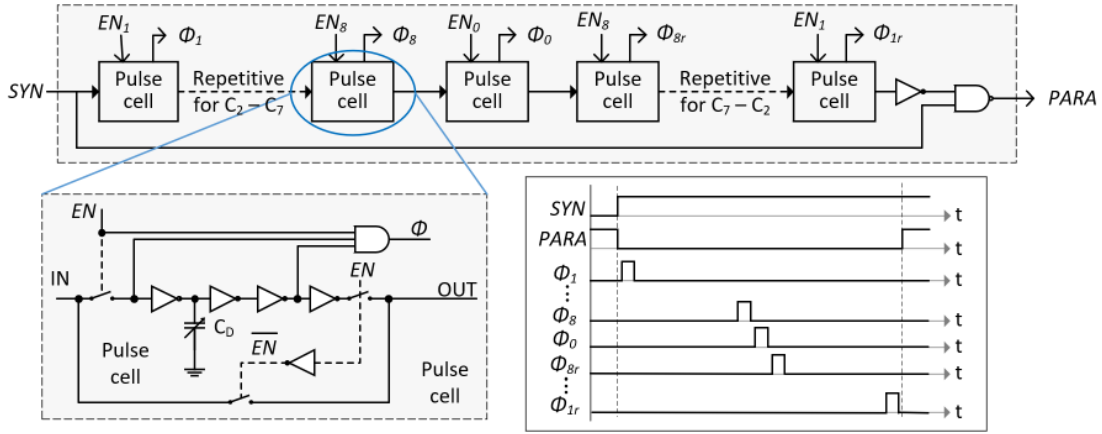 EN₁ Φ₁ EN₈ Φ₈ EN₀ Φ₀ EN₈ Φ₈ᵣ EN₁ Φ₁ᵣ
SYN Pulse cell Repetitive for C₂ – C₇ Pulse cell Pulse cell Pulse cell Repetitive for C₇ – C₂ Pulse cell PARA
EN
Φ
IN
EN
OUT
C_D
EN̅
Pulse cell
Pulse cell
SYN t
PARA t
Φ₁ t
⋮
Φ₈ t
Φ₀ t
Φ₈ᵣ t
⋮
Φ₁ᵣ t